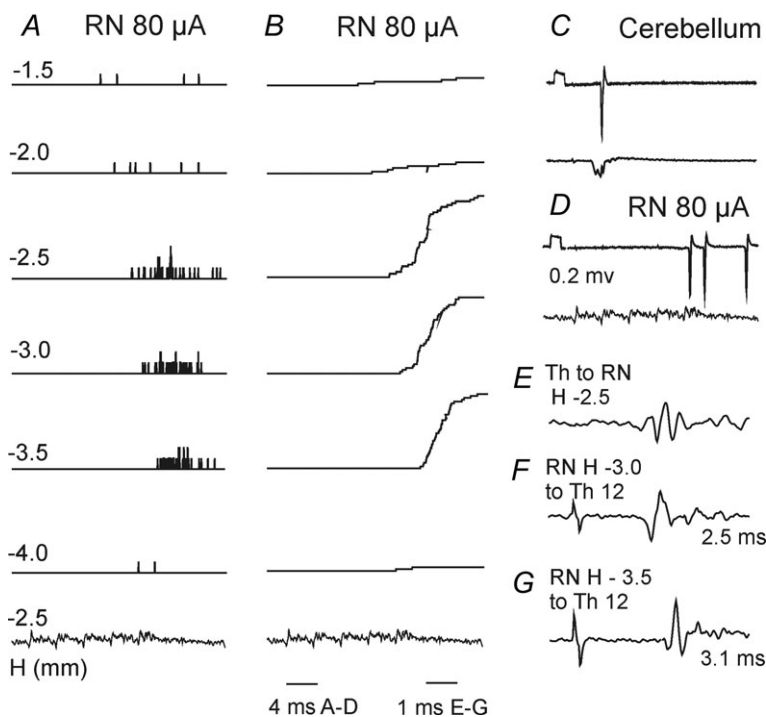 A RN 80 µA
-1.5
-2.0
-2.5
-3.0
-3.5
-4.0
-2.5
H (mm)
4 ms A-D
B RN 80 µA
1 ms E-G
C Cerebellum
D RN 80 µA
0.2 mv
E Th to RN
H -2.5
F RN H -3.0
to Th 12
2.5 ms
G RN H - 3.5
to Th 12
3.1 ms